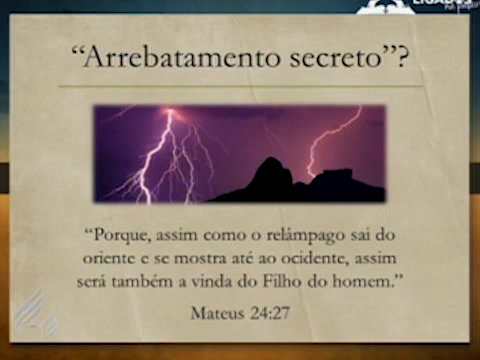 LIGADOS
“Arrebatamento secreto”?
“Porque, assim como o relâmpago sai do
oriente e se mostra até ao ocidente, assim
será também a vinda do Filho do homem.”
Mateus 24:27